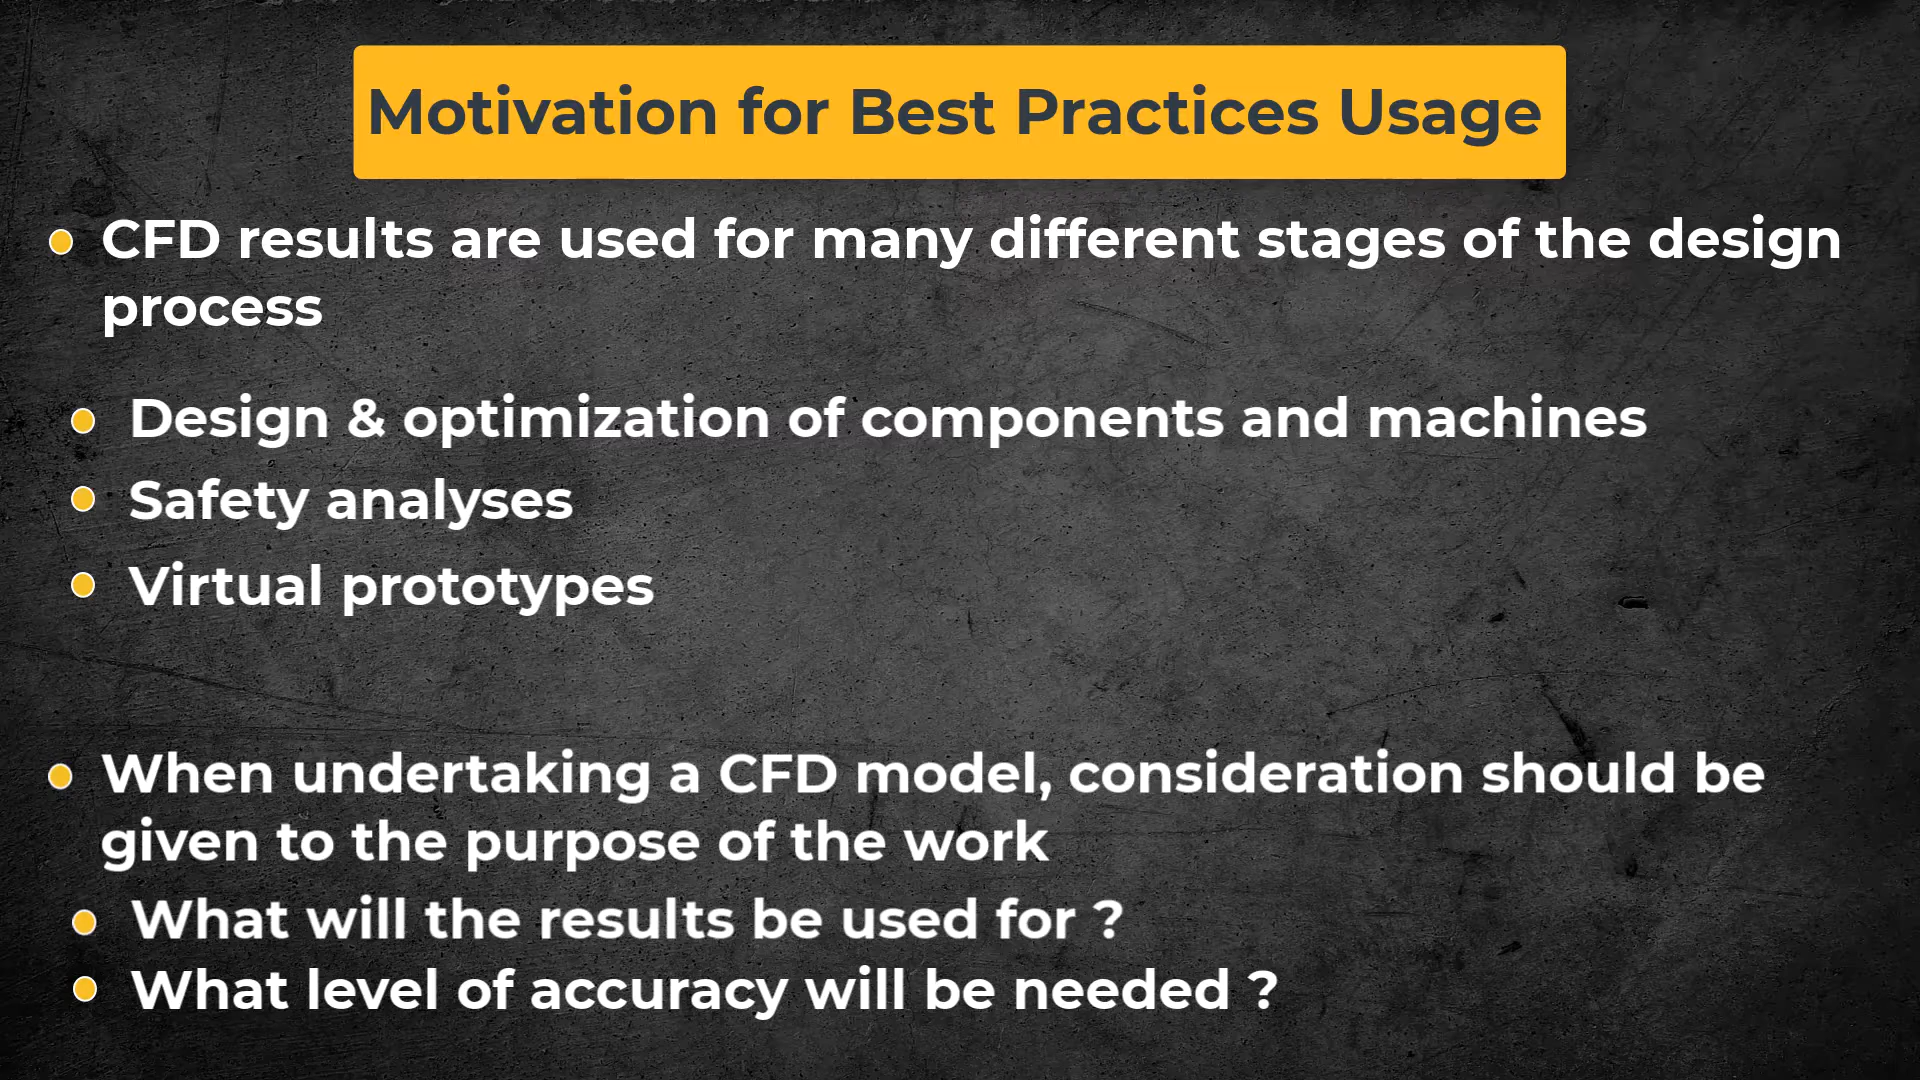 Motivation for Best Practices Usage
CFD results are used for many different stages of the design
process
Design & optimization of components and machines
Safety analyses
Virtual prototypes
When undertaking a CFD model, consideration should be
given to the purpose of the work
What will the results be used for ?
What level of accuracy will be needed ?